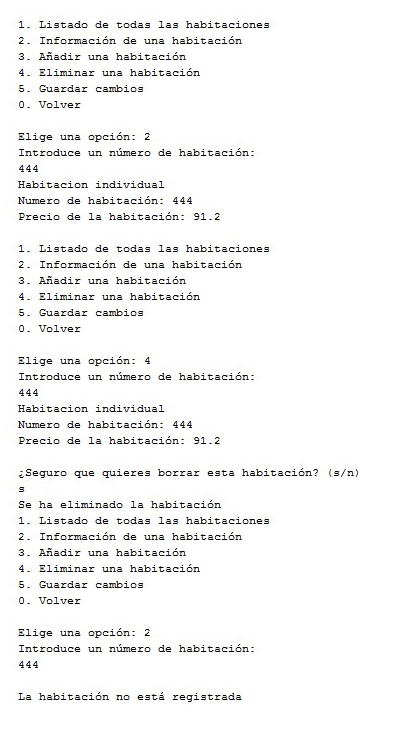 1. Listado de todas las habitaciones
2. Información de una habitación
3. Añadir una habitación
4. Eliminar una habitación
5. Guardar cambios
0. Volver
Elige una opción: 2
Introduce un número de habitación:
444
Habitacion individual
Numero de habitación: 444
Precio de la habitación: 91.2
1. Listado de todas las habitaciones
2. Información de una habitación
3. Añadir una habitación
4. Eliminar una habitación
5. Guardar cambios
0. Volver
Elige una opción: 4
Introduce un número de habitación:
444
Habitacion individual
Numero de habitación: 444
Precio de la habitación: 91.2
¿Seguro que quieres borrar esta habitación? (s/n)
s
Se ha eliminado la habitación
1. Listado de todas las habitaciones
2. Información de una habitación
3. Añadir una habitación
4. Eliminar una habitación
5. Guardar cambios
0. Volver
Elige una opción: 2
Introduce un número de habitación:
444
La habitación no está registrada